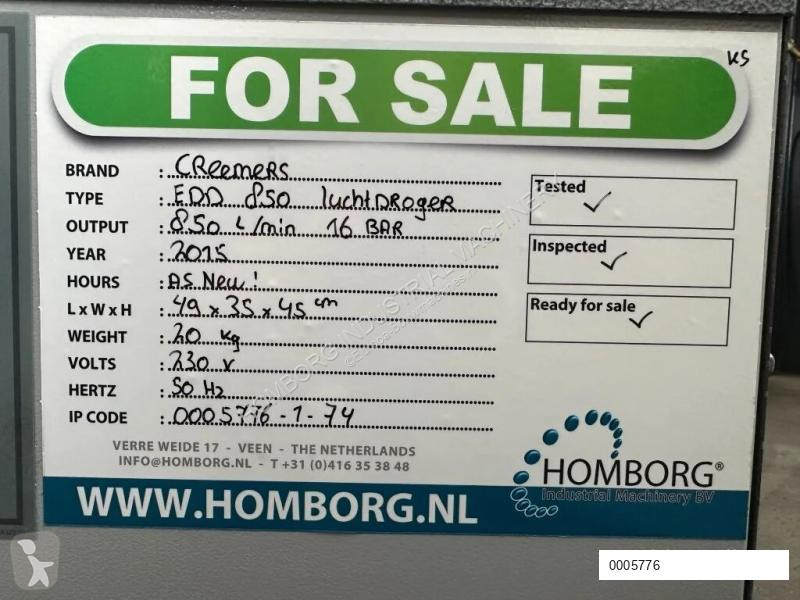 FOR SALE
KS
BRAND : CReemeRS
TYPE : EDD 850 luchtDROGER
OUTPUT : 850 L/min 16 BAR
YEAR : 2015
HOURS : AS New!
L x W x H : 49 x 35 x 45 cm
WEIGHT : 20 kg
VOLTS : 230 V
HERTZ : 50 Hz
IP CODE : 0005776-1-74
Tested ✓
Inspected ✓
Ready for sale ✓
VERRE WEIDE 17 - VEEN - THE NETHERLANDS
INFO@HOMBORG.NL - T +31 (0)416 35 38 48
WWW.HOMBORG.NL
HOMBORG®
Industrial Machinery BV
HOMBORG INDUSTRIAL MACHINERY
0005776